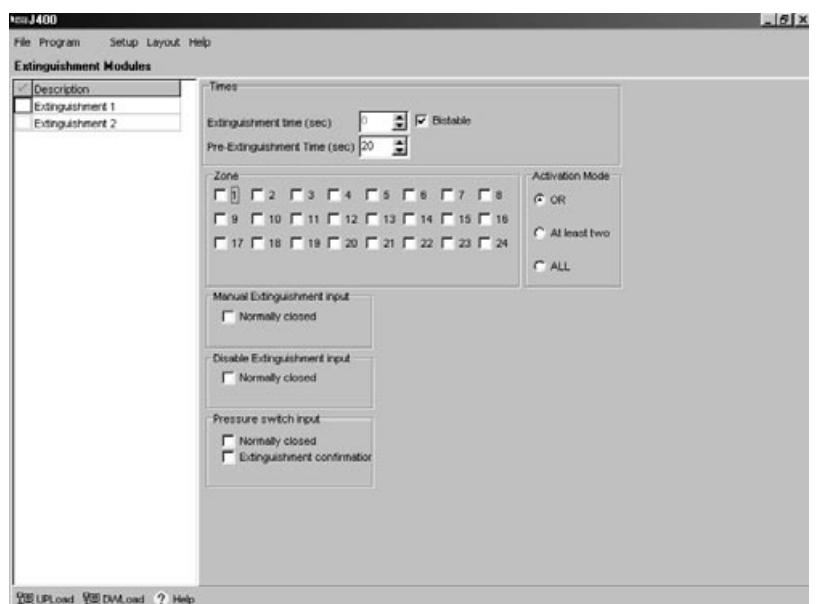 J400
File Program Setup Layout Help
Extinguishment Modules
Description
Extinguishment 1
Extinguishment 2
Times
Extinguishment time (sec) 0 Bistable
Pre-Extinguishment Time (sec) 20
Zone
1 2 3 4 5 6 7 8
9 10 11 12 13 14 15 16
17 18 19 20 21 22 23 24
Activation Mode
OR
At least two
ALL
Manual Extinguishment input
Normally closed
Disable Extinguishment input
Normally closed
Pressure switch input
Normally closed
Extinguishment confirmation
UPLoad DWLoad ? Help